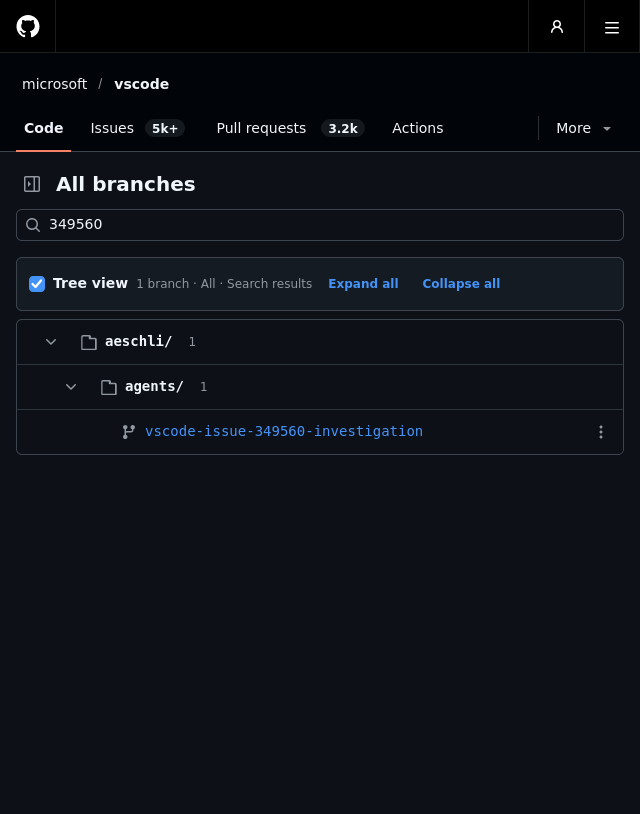 microsoft / vscode
Code Issues 5k+ Pull requests 3.2k Actions More
All branches
349560
Tree view 1 branch · All · Search results Expand all Collapse all
aeschli/ 1
agents/ 1
vscode-issue-349560-investigation